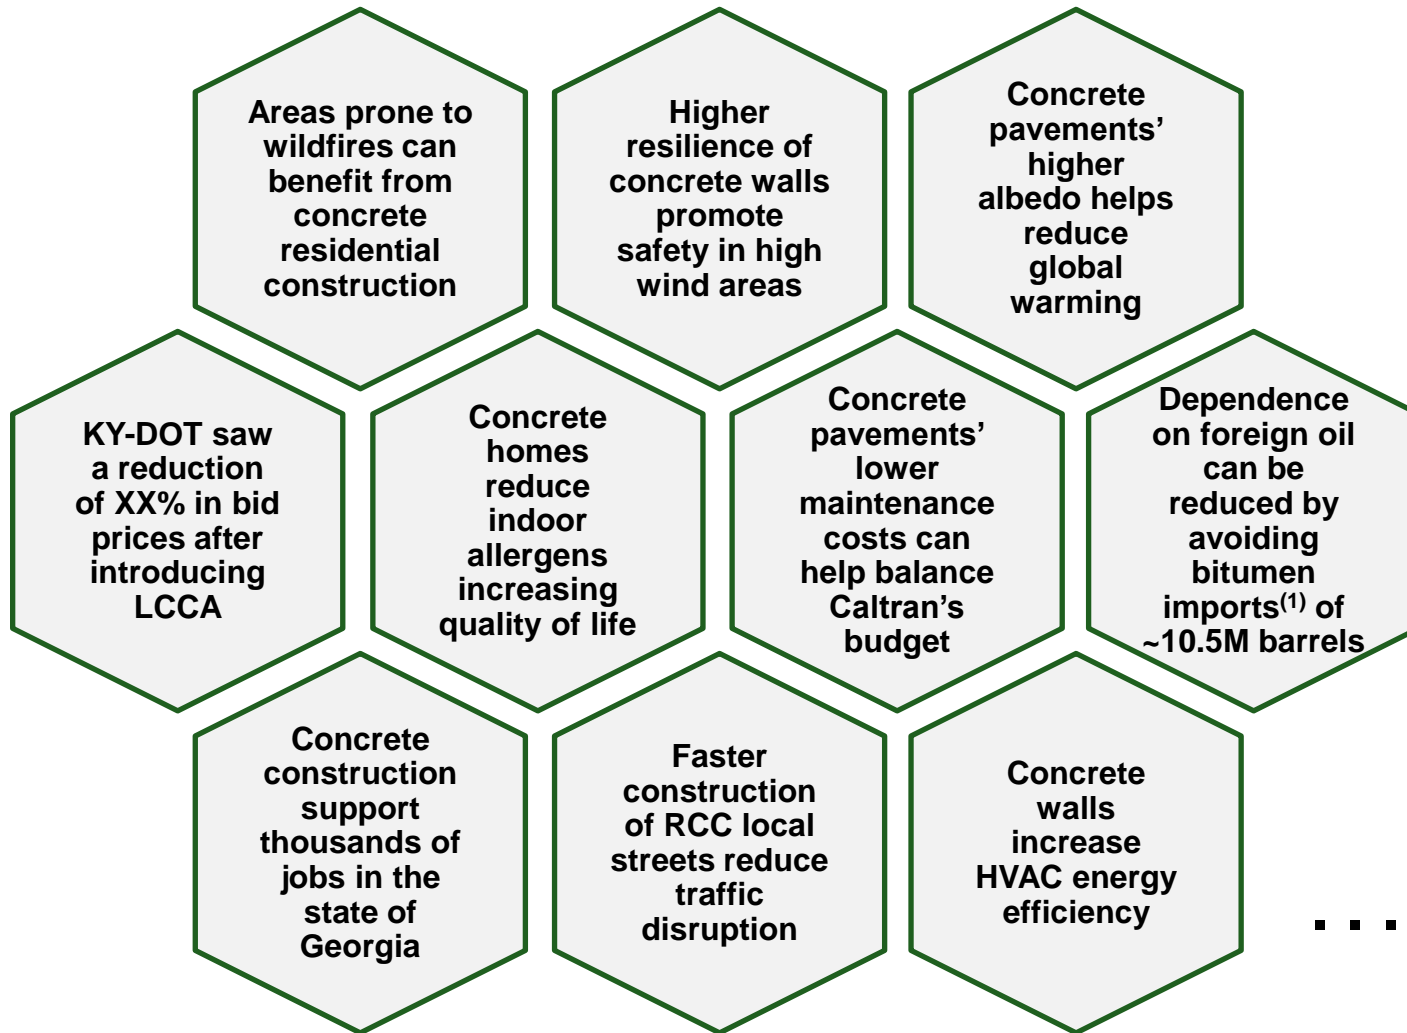 Areas prone to
wildfires can
benefit from
concrete
residential
construction
Higher
resilience of
concrete walls
promote
safety in high
wind areas
Concrete
pavements’
higher
albedo helps
reduce
global
warming
KY-DOT saw
a reduction
of XX% in bid
prices after
introducing
LCCA
Concrete
homes
reduce
indoor
allergens
increasing
quality of life
Concrete
pavements’
lower
maintenance
costs can
help balance
Caltran’s
budget
Dependence
on foreign oil
can be
reduced by
avoiding
bitumen
imports(1) of
~10.5M barrels
Concrete
construction
support
thousands of
jobs in the
state of
Georgia
Faster
construction
of RCC local
streets reduce
traffic
disruption
Concrete
walls
increase
HVAC energy
efficiency
...